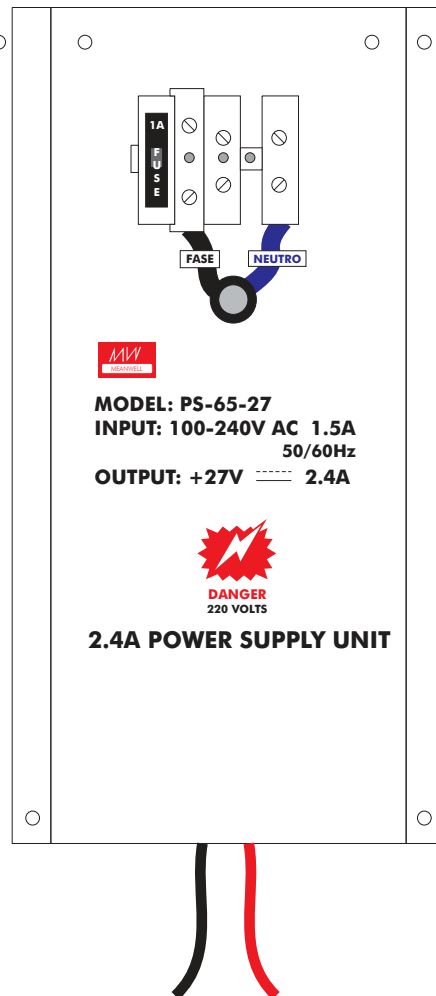 1A
FUSE
FASE
NEUTRO
MW
MEANWELL
MODEL: PS-65-27
INPUT: 100-240V AC 1.5A
50/60Hz
OUTPUT: +27V 2.4A
DANGER
220 VOLTS
2.4A POWER SUPPLY UNIT